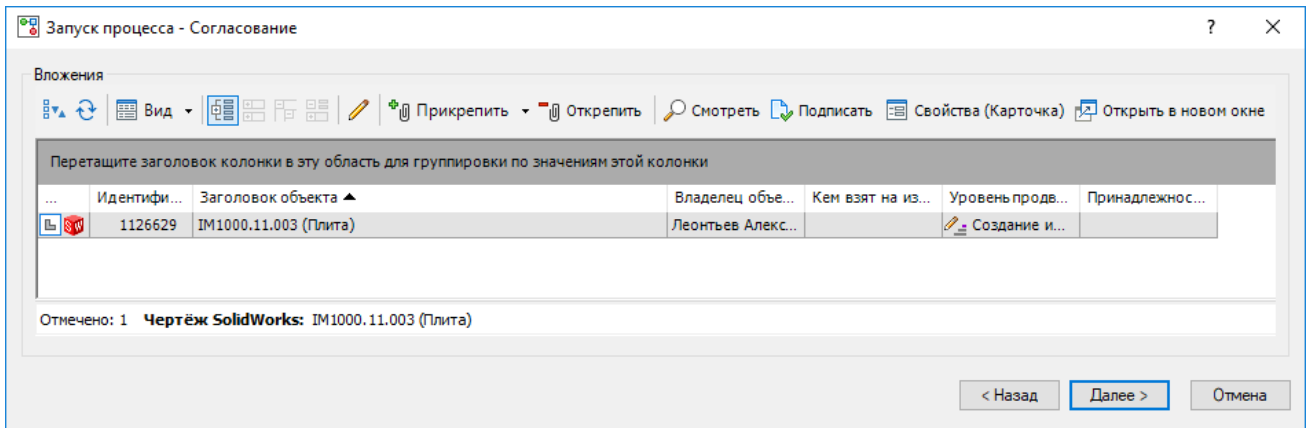 Запуск процесса - Согласование ?
Вложения
Вид Прикрепить Открепить Смотреть Подписать Свойства (Карточка) Открыть в новом окне
Перетащите заголовок колонки в эту область для группировки по значениям этой колонки
... Идентифи... Заголовок объекта Владелец объе... Кем взят на из... Уровень продв... Принадлежнос...
SW 1126629 IM1000.11.003 (Плита) Леонтьев Алекс... Создание и...
Отмечено: 1 Чертёж SolidWorks: IM1000.11.003 (Плита)
< Назад Далее > Отмена